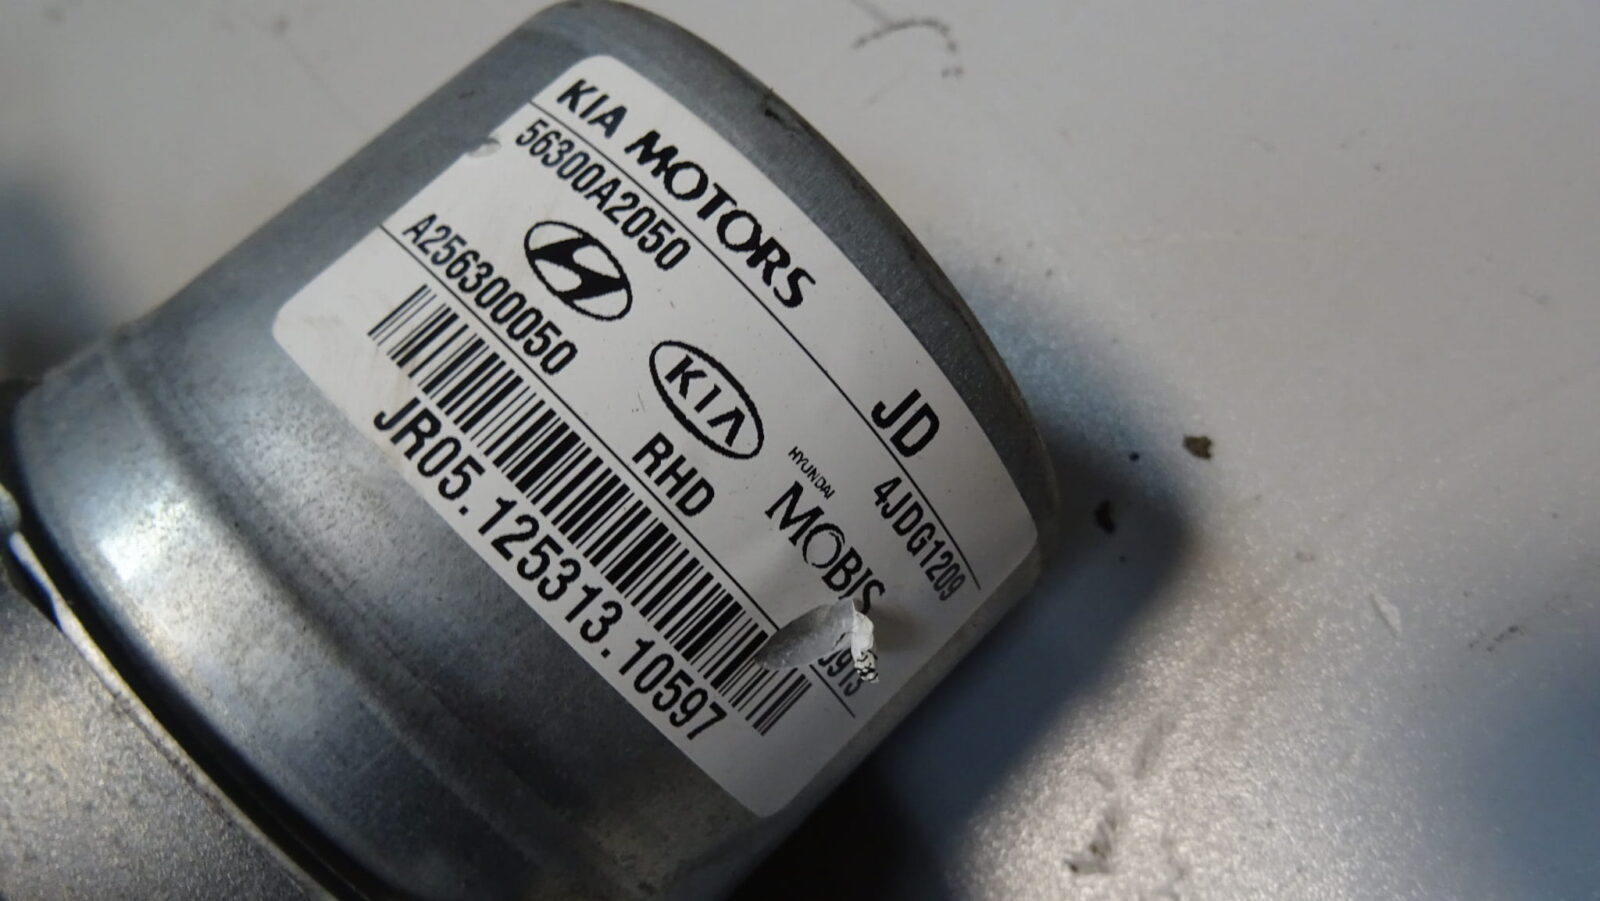 KIA MOTORS JD
56300A2050 4JDG1209
KIA
HYUNDAI
MOBIS
A256300050 RHD
JR05.125313.10597